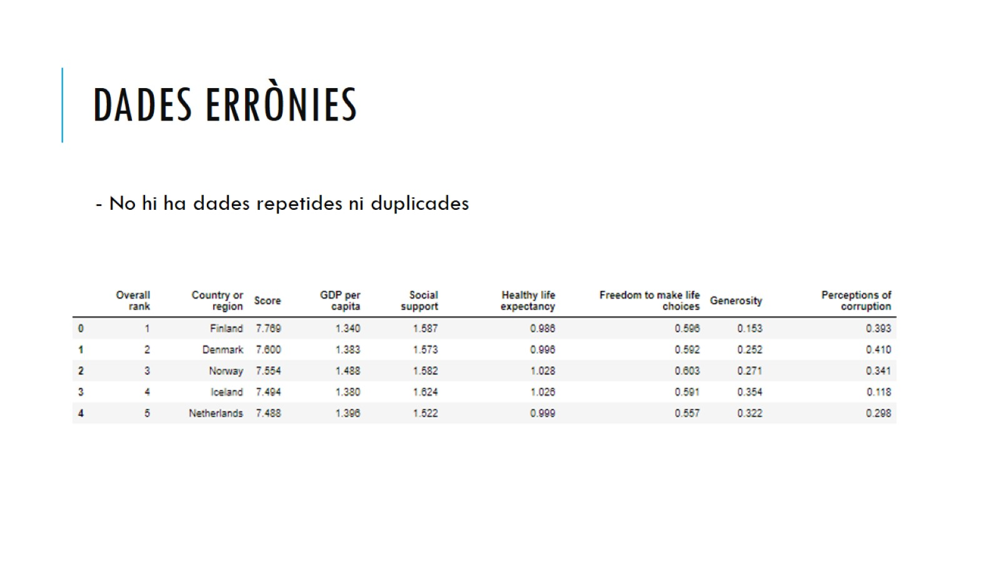 DADES ERRÒNIES
- No hi ha dades repetides ni duplicades
Overall rank Country or region Score GDP per capita Social support Healthy life expectancy Freedom to make life choices Generosity Perceptions of corruption
0 1 Finland 7.769 1.340 1.587 0.986 0.596 0.153 0.393
1 2 Denmark 7.600 1.383 1.573 0.996 0.592 0.252 0.410
2 3 Norway 7.554 1.488 1.582 1.028 0.603 0.271 0.341
3 4 Iceland 7.494 1.380 1.624 1.026 0.591 0.354 0.118
4 5 Netherlands 7.488 1.396 1.522 0.999 0.557 0.322 0.298